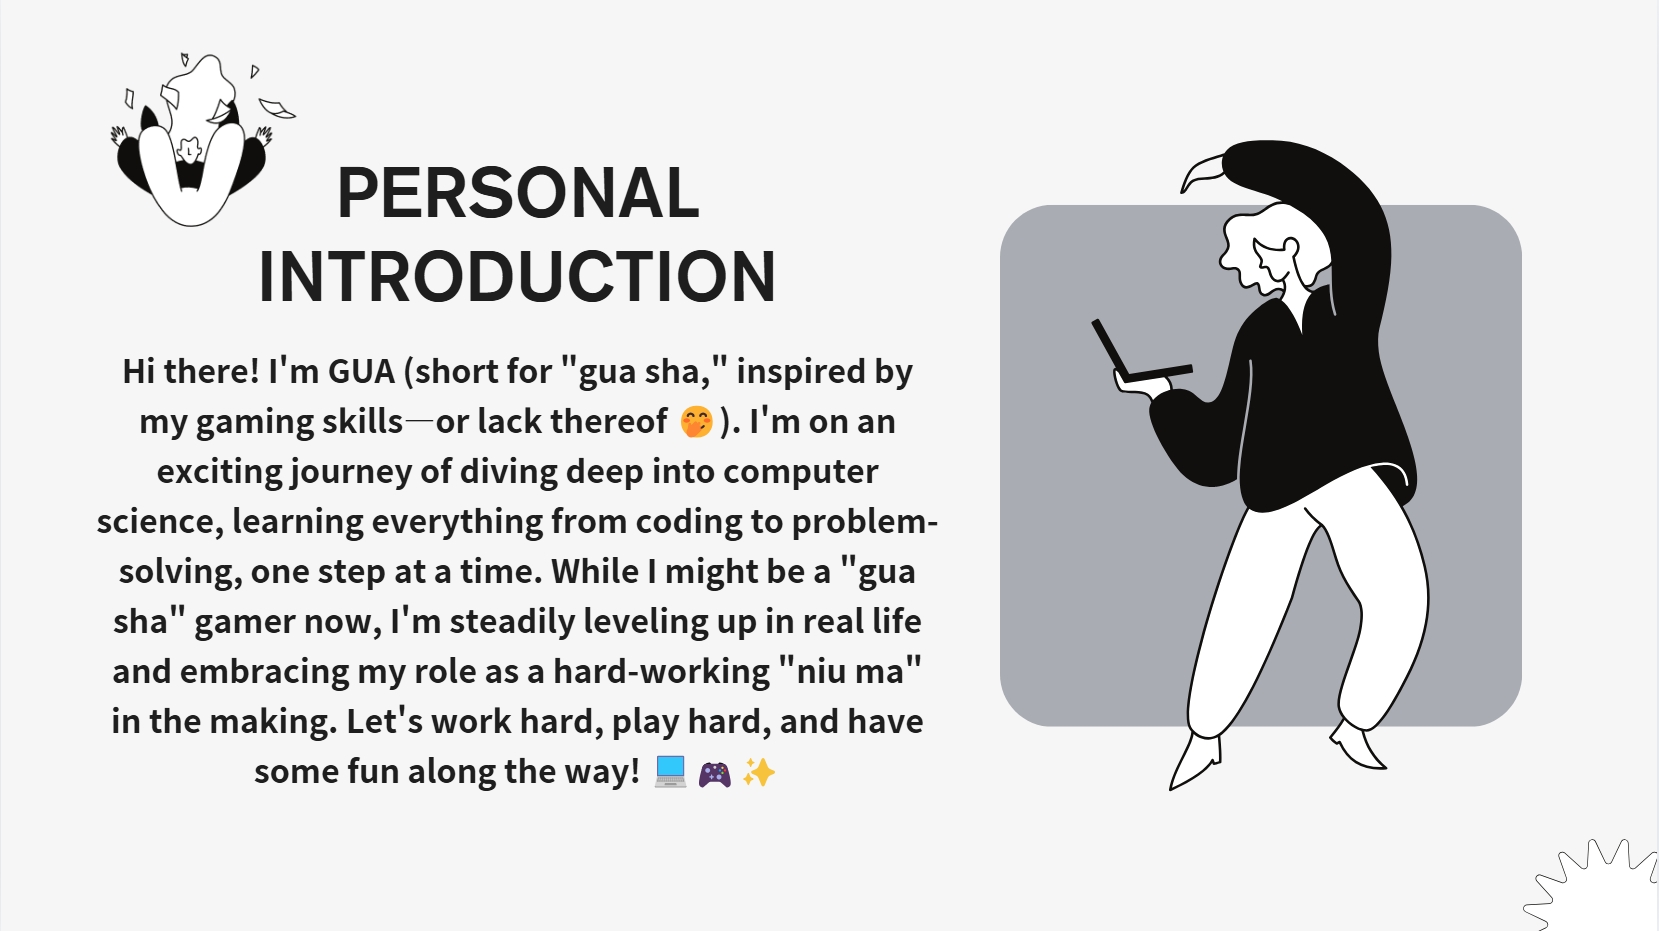 PERSONAL
INTRODUCTION
Hi there! I'm GUA (short for "gua sha," inspired by
my gaming skills—or lack thereof 🤭). I'm on an
exciting journey of diving deep into computer
science, learning everything from coding to problem-
solving, one step at a time. While I might be a "gua
sha" gamer now, I'm steadily leveling up in real life
and embracing my role as a hard-working "niu ma"
in the making. Let's work hard, play hard, and have
some fun along the way! 💻 🎮 ✨